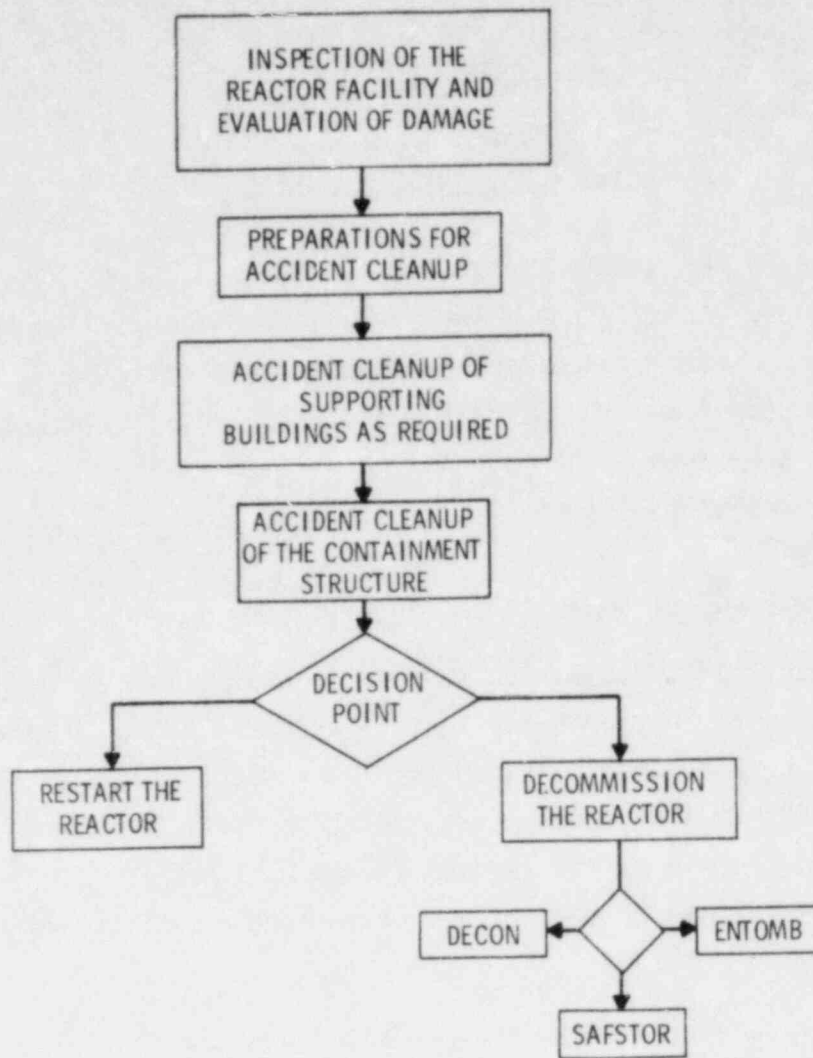 INSPECTION OF THE
REACTOR FACILITY AND
EVALUATION OF DAMAGE
PREPARATIONS FOR
ACCIDENT CLEANUP
ACCIDENT CLEANUP OF
SUPPORTING
BUILDINGS AS REQUIRED
ACCIDENT CLEANUP
OF THE CONTAINMENT
STRUCTURE
DECISION
POINT
RESTART THE
REACTOR
DECOMMISSION
THE REACTOR
DECON
ENTOMB
SAFSTOR